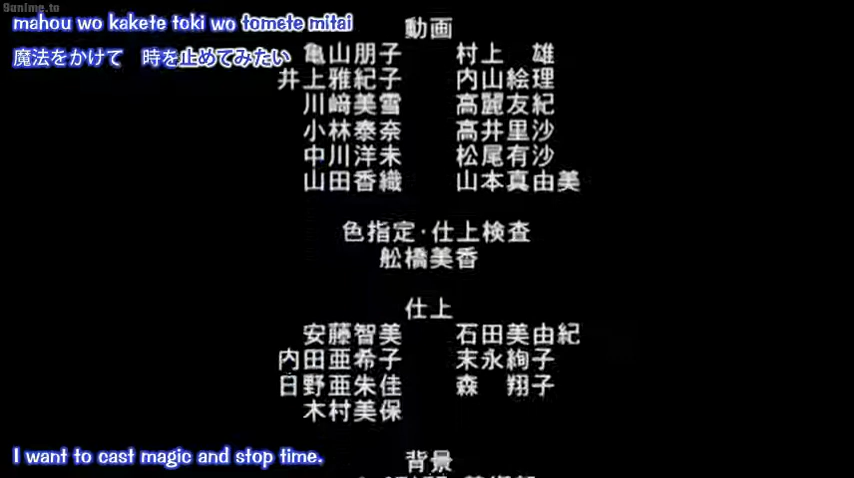 9anime.to
mahou wo kakete toki wo tomete mitai
魔法をかけて 時を止めてみたい
動画
亀山朋子 村上 雄
井上雅紀子 内山絵理
川﨑美雪 高麗友紀
小林泰奈 高井里沙
中川洋未 松尾有沙
山田香織 山本真由美
色指定・仕上検査
舩橋美香
仕上
安藤智美 石田美由紀
内田亜希子 末永絢子
日野亜朱佳 森 翔子
木村美保
I want to cast magic and stop time.
背景